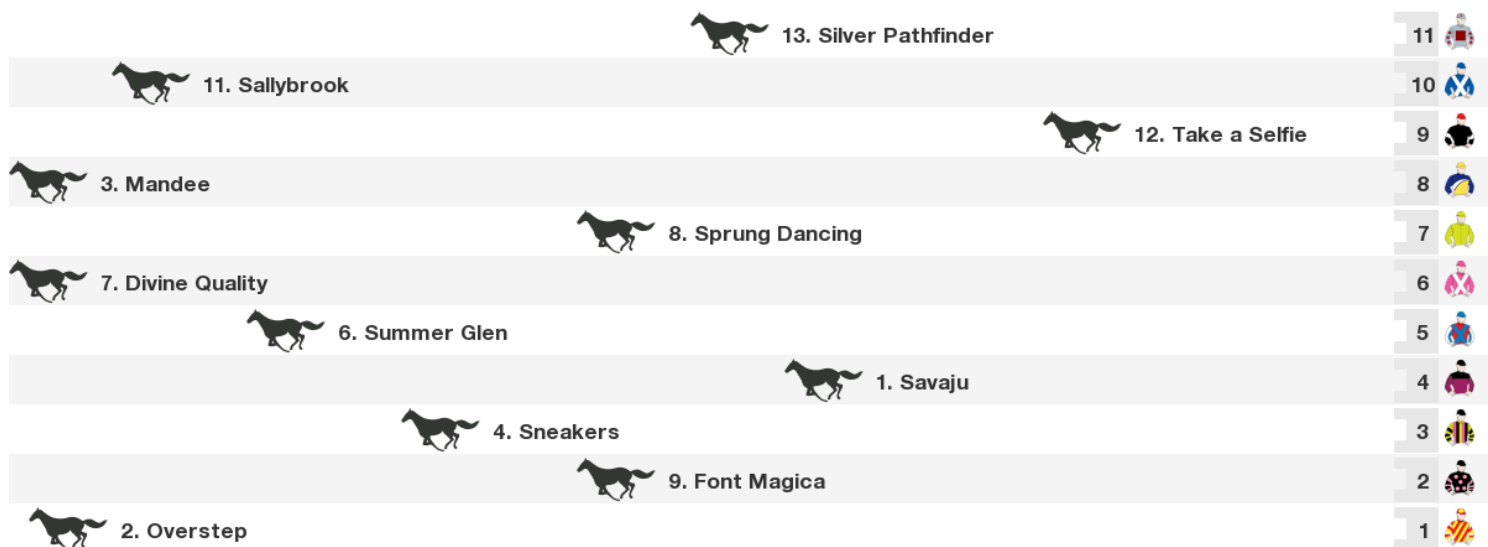 13. Silver Pathfinder 11
11. Sallybrook 10
12. Take a Selfie 9
3. Mandee 8
8. Sprung Dancing 7
7. Divine Quality 6
6. Summer Glen 5
1. Savaju 4
4. Sneakers 3
9. Font Magica 2
2. Overstep 1